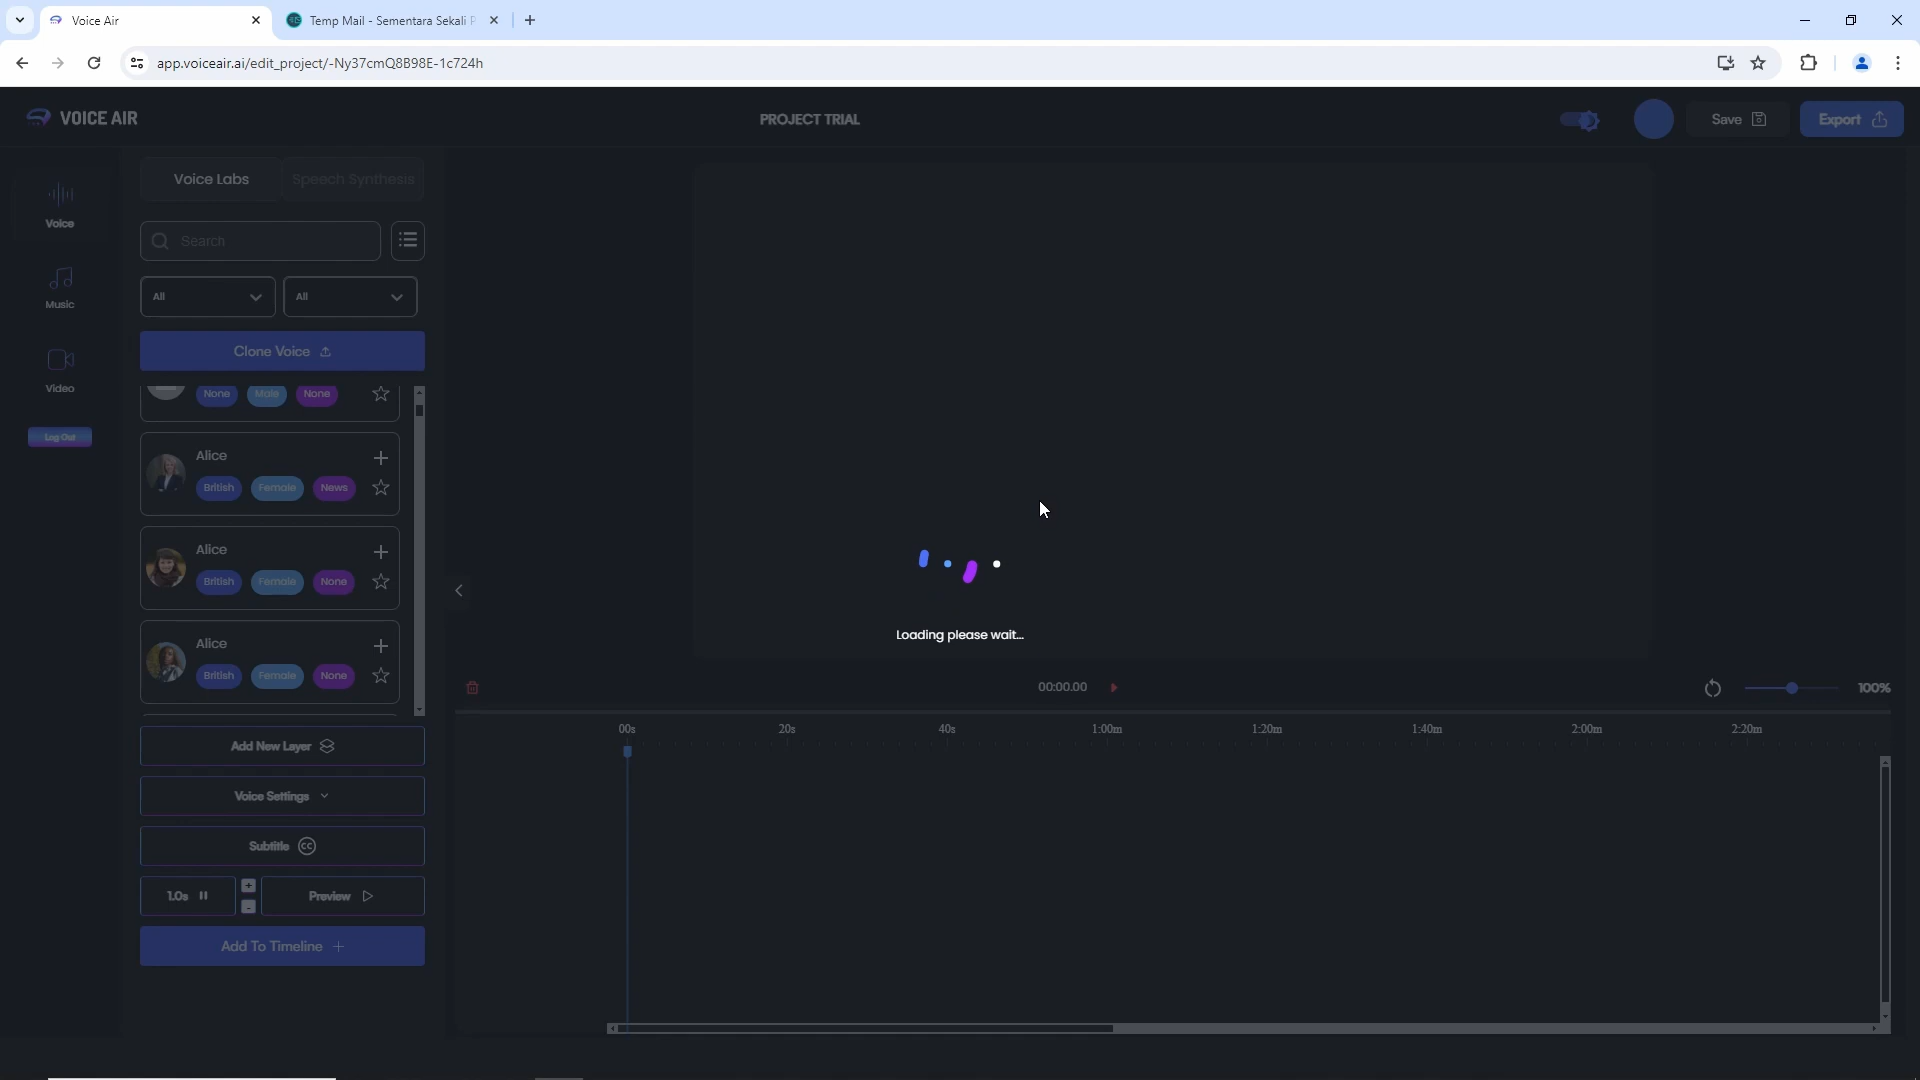 Voice Air
Temp Mail - Sementara Sekali
app.voiceair.ai/edit_project/-Ny37cmQ8B98E-1c724h
VOICE AIR
PROJECT TRIAL
Save
Export
Voice
Music
Video
Log Out
Voice Labs
Speech Synthesis
Search
All
All
Clone Voice
None Male None
Alice
British Female News
Alice
British Female None
Alice
British Female None
Add New Layer
Voice Settings
Subtitle CC
1.0s
+
-
Preview
Add To Timeline
Loading please wait...
00:00.00
100%
00s 20s 40s 1:00m 1:20m 1:40m 2:00m 2:20m